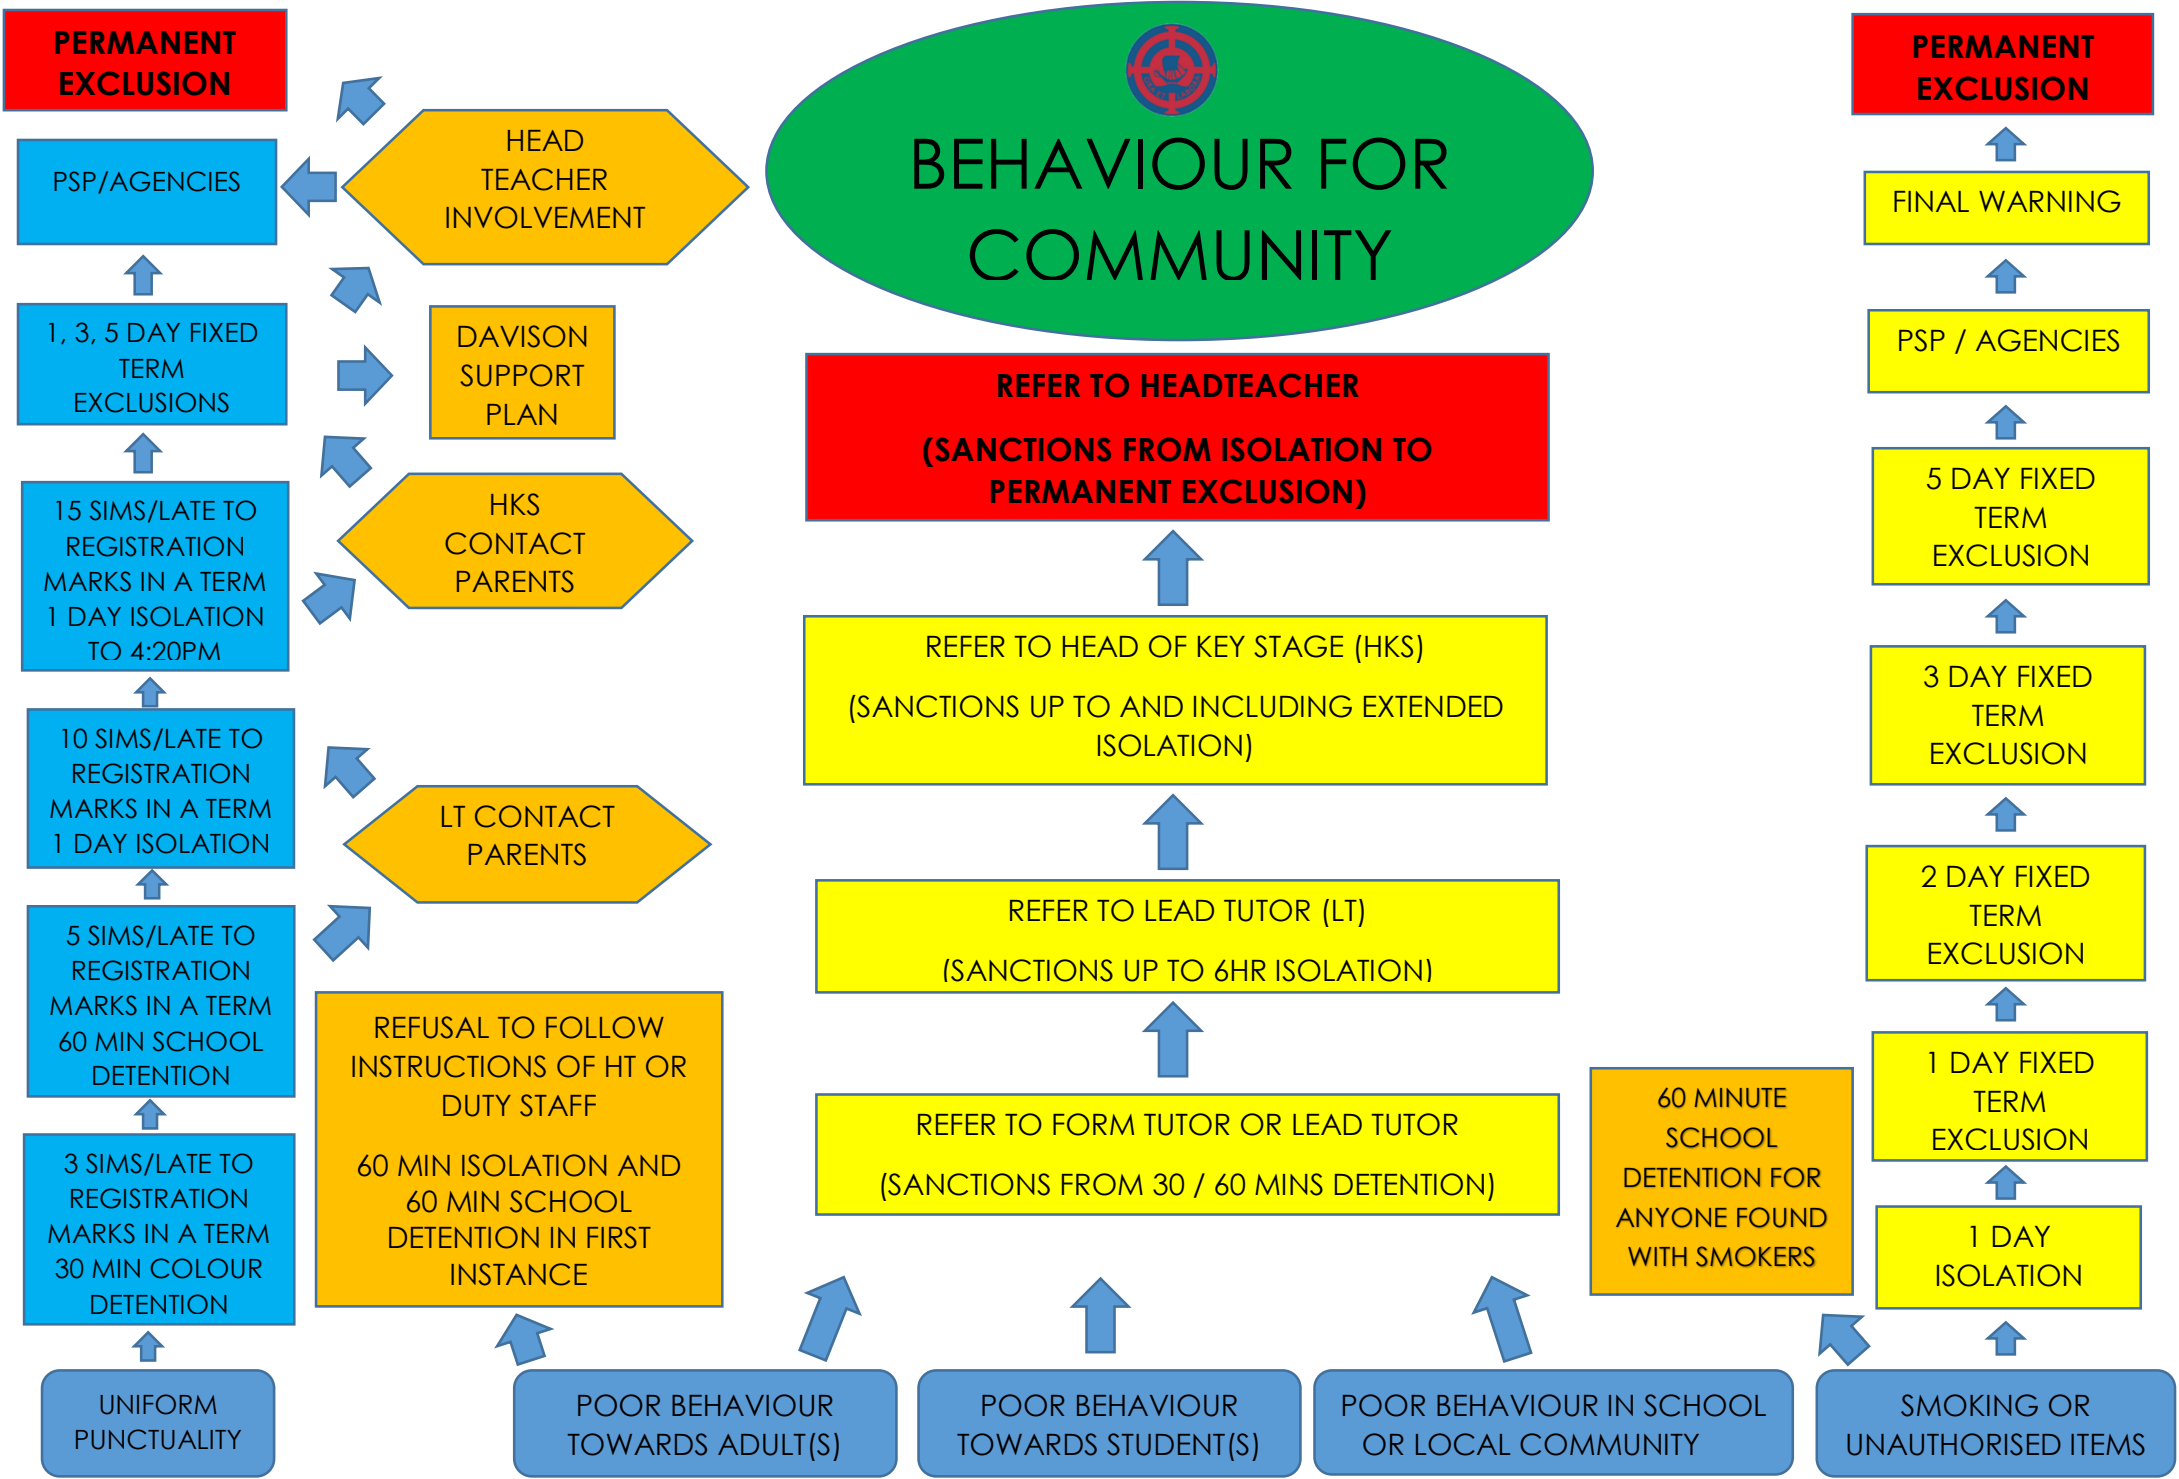 PERMANENT
EXCLUSION
PSP/AGENCIES
1, 3, 5 DAY FIXED
TERM
EXCLUSIONS
15 SIMS/LATE TO
REGISTRATION
MARKS IN A TERM
1 DAY ISOLATION
TO 4:20PM
10 SIMS/LATE TO
REGISTRATION
MARKS IN A TERM
1 DAY ISOLATION
5 SIMS/LATE TO
REGISTRATION
MARKS IN A TERM
60 MIN SCHOOL
DETENTION
3 SIMS/LATE TO
REGISTRATION
MARKS IN A TERM
30 MIN COLOUR
DETENTION
UNIFORM
PUNCTUALITY
HEAD
TEACHER
INVOLVEMENT
DAVISON
SUPPORT
PLAN
HKS
CONTACT
PARENTS
LT CONTACT
PARENTS
REFUSAL TO FOLLOW
INSTRUCTIONS OF HT OR
DUTY STAFF
60 MIN ISOLATION AND
60 MIN SCHOOL
DETENTION IN FIRST
INSTANCE
BEHAVIOUR FOR
COMMUNITY
REFER TO HEADTEACHER
(SANCTIONS FROM ISOLATION TO
PERMANENT EXCLUSION)
REFER TO HEAD OF KEY STAGE (HKS)
(SANCTIONS UP TO AND INCLUDING EXTENDED
ISOLATION)
REFER TO LEAD TUTOR (LT)
(SANCTIONS UP TO 6HR ISOLATION)
REFER TO FORM TUTOR OR LEAD TUTOR
(SANCTIONS FROM 30 / 60 MINS DETENTION)
POOR BEHAVIOUR
TOWARDS ADULT(S)
POOR BEHAVIOUR
TOWARDS STUDENT(S)
POOR BEHAVIOUR IN SCHOOL
OR LOCAL COMMUNITY
PERMANENT
EXCLUSION
FINAL WARNING
PSP / AGENCIES
5 DAY FIXED
TERM
EXCLUSION
3 DAY FIXED
TERM
EXCLUSION
2 DAY FIXED
TERM
EXCLUSION
1 DAY FIXED
TERM
EXCLUSION
1 DAY
ISOLATION
60 MINUTE
SCHOOL
DETENTION FOR
ANYONE FOUND
WITH SMOKERS
SMOKING OR
UNAUTHORISED ITEMS